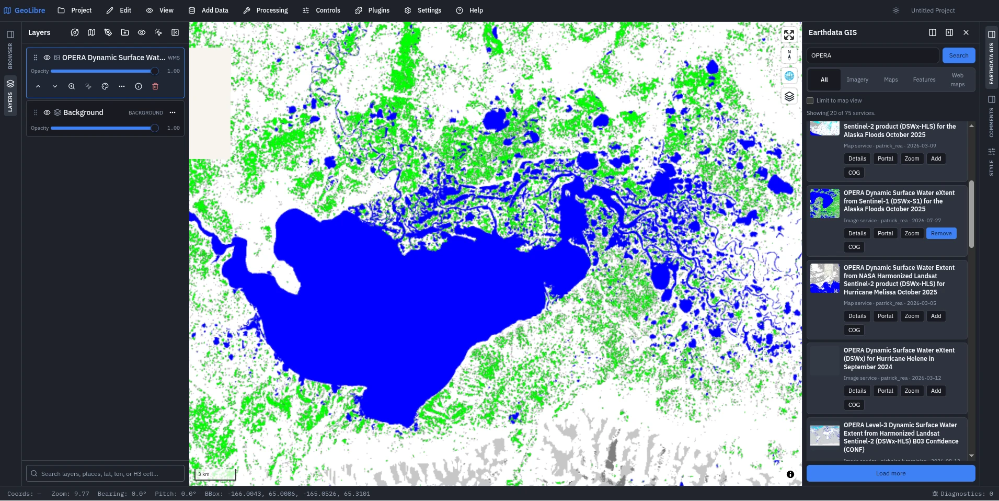 GeoLibre Project Edit View Add Data Processing Controls Plugins Settings Help Untitled Project
BROWSER
LAYERS
Layers
OPERA Dynamic Surface Wat... WMS
Opacity 1.00
Background BACKGROUND
Opacity 1.00
Search layers, places, lat, lon, or H3 cell...
N
3 km
Earthdata GIS
OPERA Search
All Imagery Maps Features Web maps
Limit to map view
Showing 20 of 75 services.
Sentinel-2 product (DSWx-HLS) for the
Alaska Floods October 2025
Map service · patrick_rea · 2026-03-09
Details Portal Zoom Add
COG
OPERA Dynamic Surface Water eXtent
from Sentinel-1 (DSWx-S1) for the
Alaska Floods October 2025
Image service · patrick_rea · 2026-07-27
Details Portal Zoom Remove
COG
OPERA Dynamic Surface Water Extent
from NASA Harmonized Landsat
Sentinel-2 product (DSWx-HLS) for
Hurricane Melissa October 2025
Map service · patrick_rea · 2026-03-05
Details Portal Zoom Add
COG
OPERA Dynamic Surface Water eXtent
(DSWx) for Hurricane Helene in
September 2024
Image service · patrick_rea · 2026-03-12
Details Portal Zoom Add
COG
OPERA Level-3 Dynamic Surface Water
Extent from Harmonized Landsat
Sentinel-2 (DSWx-HLS) B03 Confidence
(CONF)
Load more
EARTHDATA GIS
COMMENTS
STYLE
Coords: — Zoom: 9.77 Bearing: 0.0° Pitch: 0.0° BBox: -166.0043, 65.0086, -165.0526, 65.3101 Diagnostics: 0